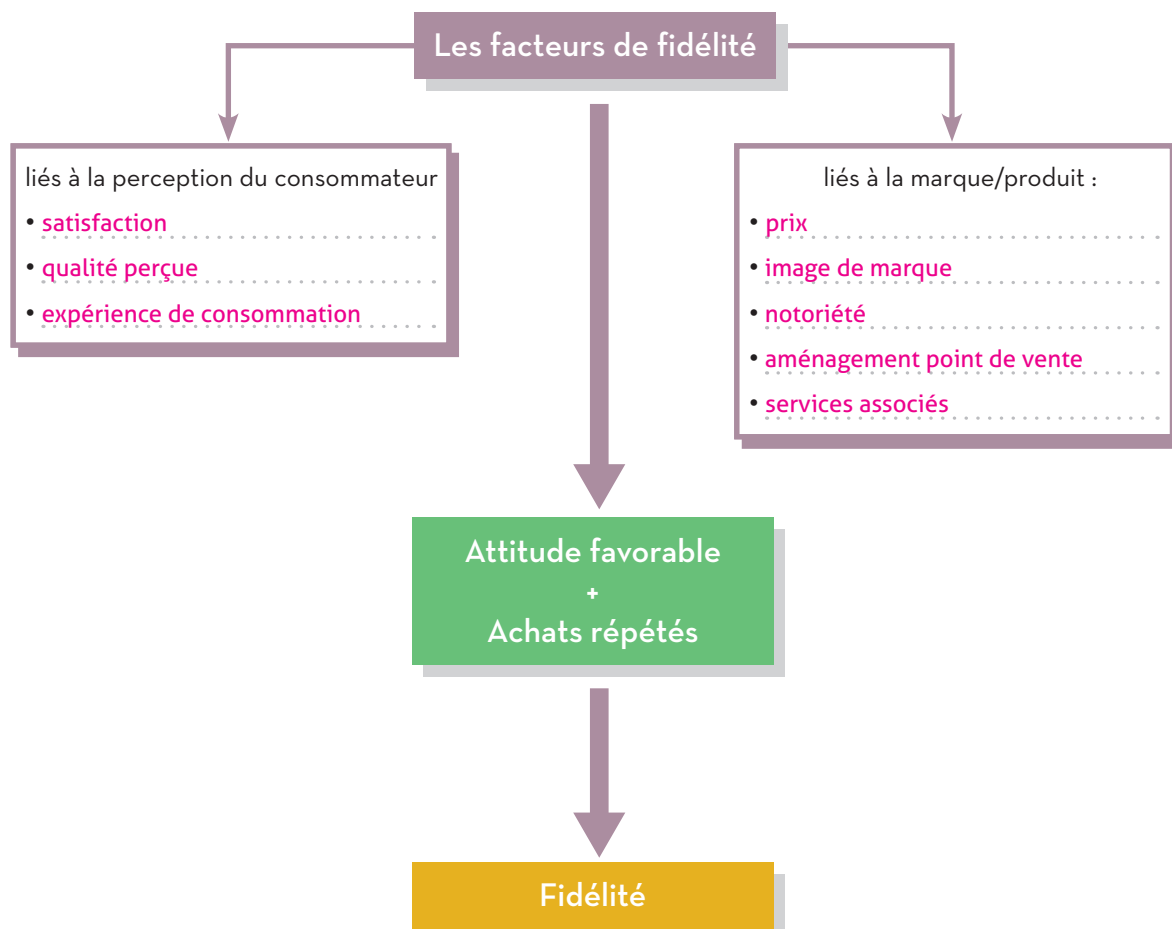 Les facteurs de fidélité
liés à la perception du consommateur
• satisfaction
• qualité perçue
• expérience de consommation
liés à la marque/produit :
• prix
• image de marque
• notoriété
• aménagement point de vente
• services associés
Attitude favorable
+
Achats répétés
Fidélité